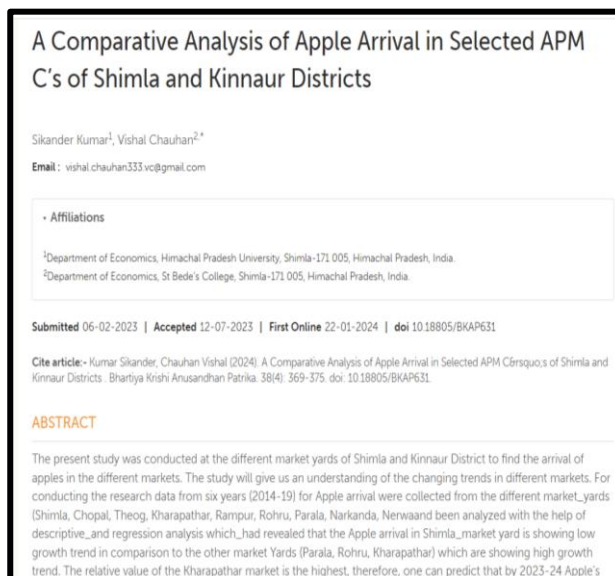 A Comparative Analysis of Apple Arrival in Selected APM
C's of Shimla and Kinnaur Districts
Sikander Kumar¹, Vishal Chauhan²,*
Email : vishal.chauhan333.vc@gmail.com
• Affiliations
¹Department of Economics, Himachal Pradesh University, Shimla-171 005, Himachal Pradesh, India.
²Department of Economics, St Bede's College, Shimla-171 005, Himachal Pradesh, India.
Submitted 06-02-2023 | Accepted 12-07-2023 | First Online 22-01-2024 | doi 10.18805/BKAP631
Cite article:- Kumar Sikander, Chauhan Vishal (2024). A Comparative Analysis of Apple Arrival in Selected APM C&rsquo;s of Shimla and
Kinnaur Districts . Bhartiya Krishi Anusandhan Patrika. 38(4): 369-375. doi: 10.18805/BKAP631.
ABSTRACT
The present study was conducted at the different market yards of Shimla and Kinnaur District to find the arrival of
apples in the different markets. The study will give us an understanding of the changing trends in different markets. For
conducting the research data from six years (2014-19) for Apple arrival were collected from the different market_yards
(Shimla, Chopal, Theog, Kharapathar, Rampur, Rohru, Parala, Narkanda, Nerwaand been analyzed with the help of
descriptive_and regression analysis which_had revealed that the Apple arrival in Shimla_market yard is showing low
growth trend in comparison to the other market Yards (Parala, Rohru, Kharapathar) which are showing high growth
trend. The relative value of the Kharapathar market is the highest, therefore, one can predict that by 2023-24 Apple's